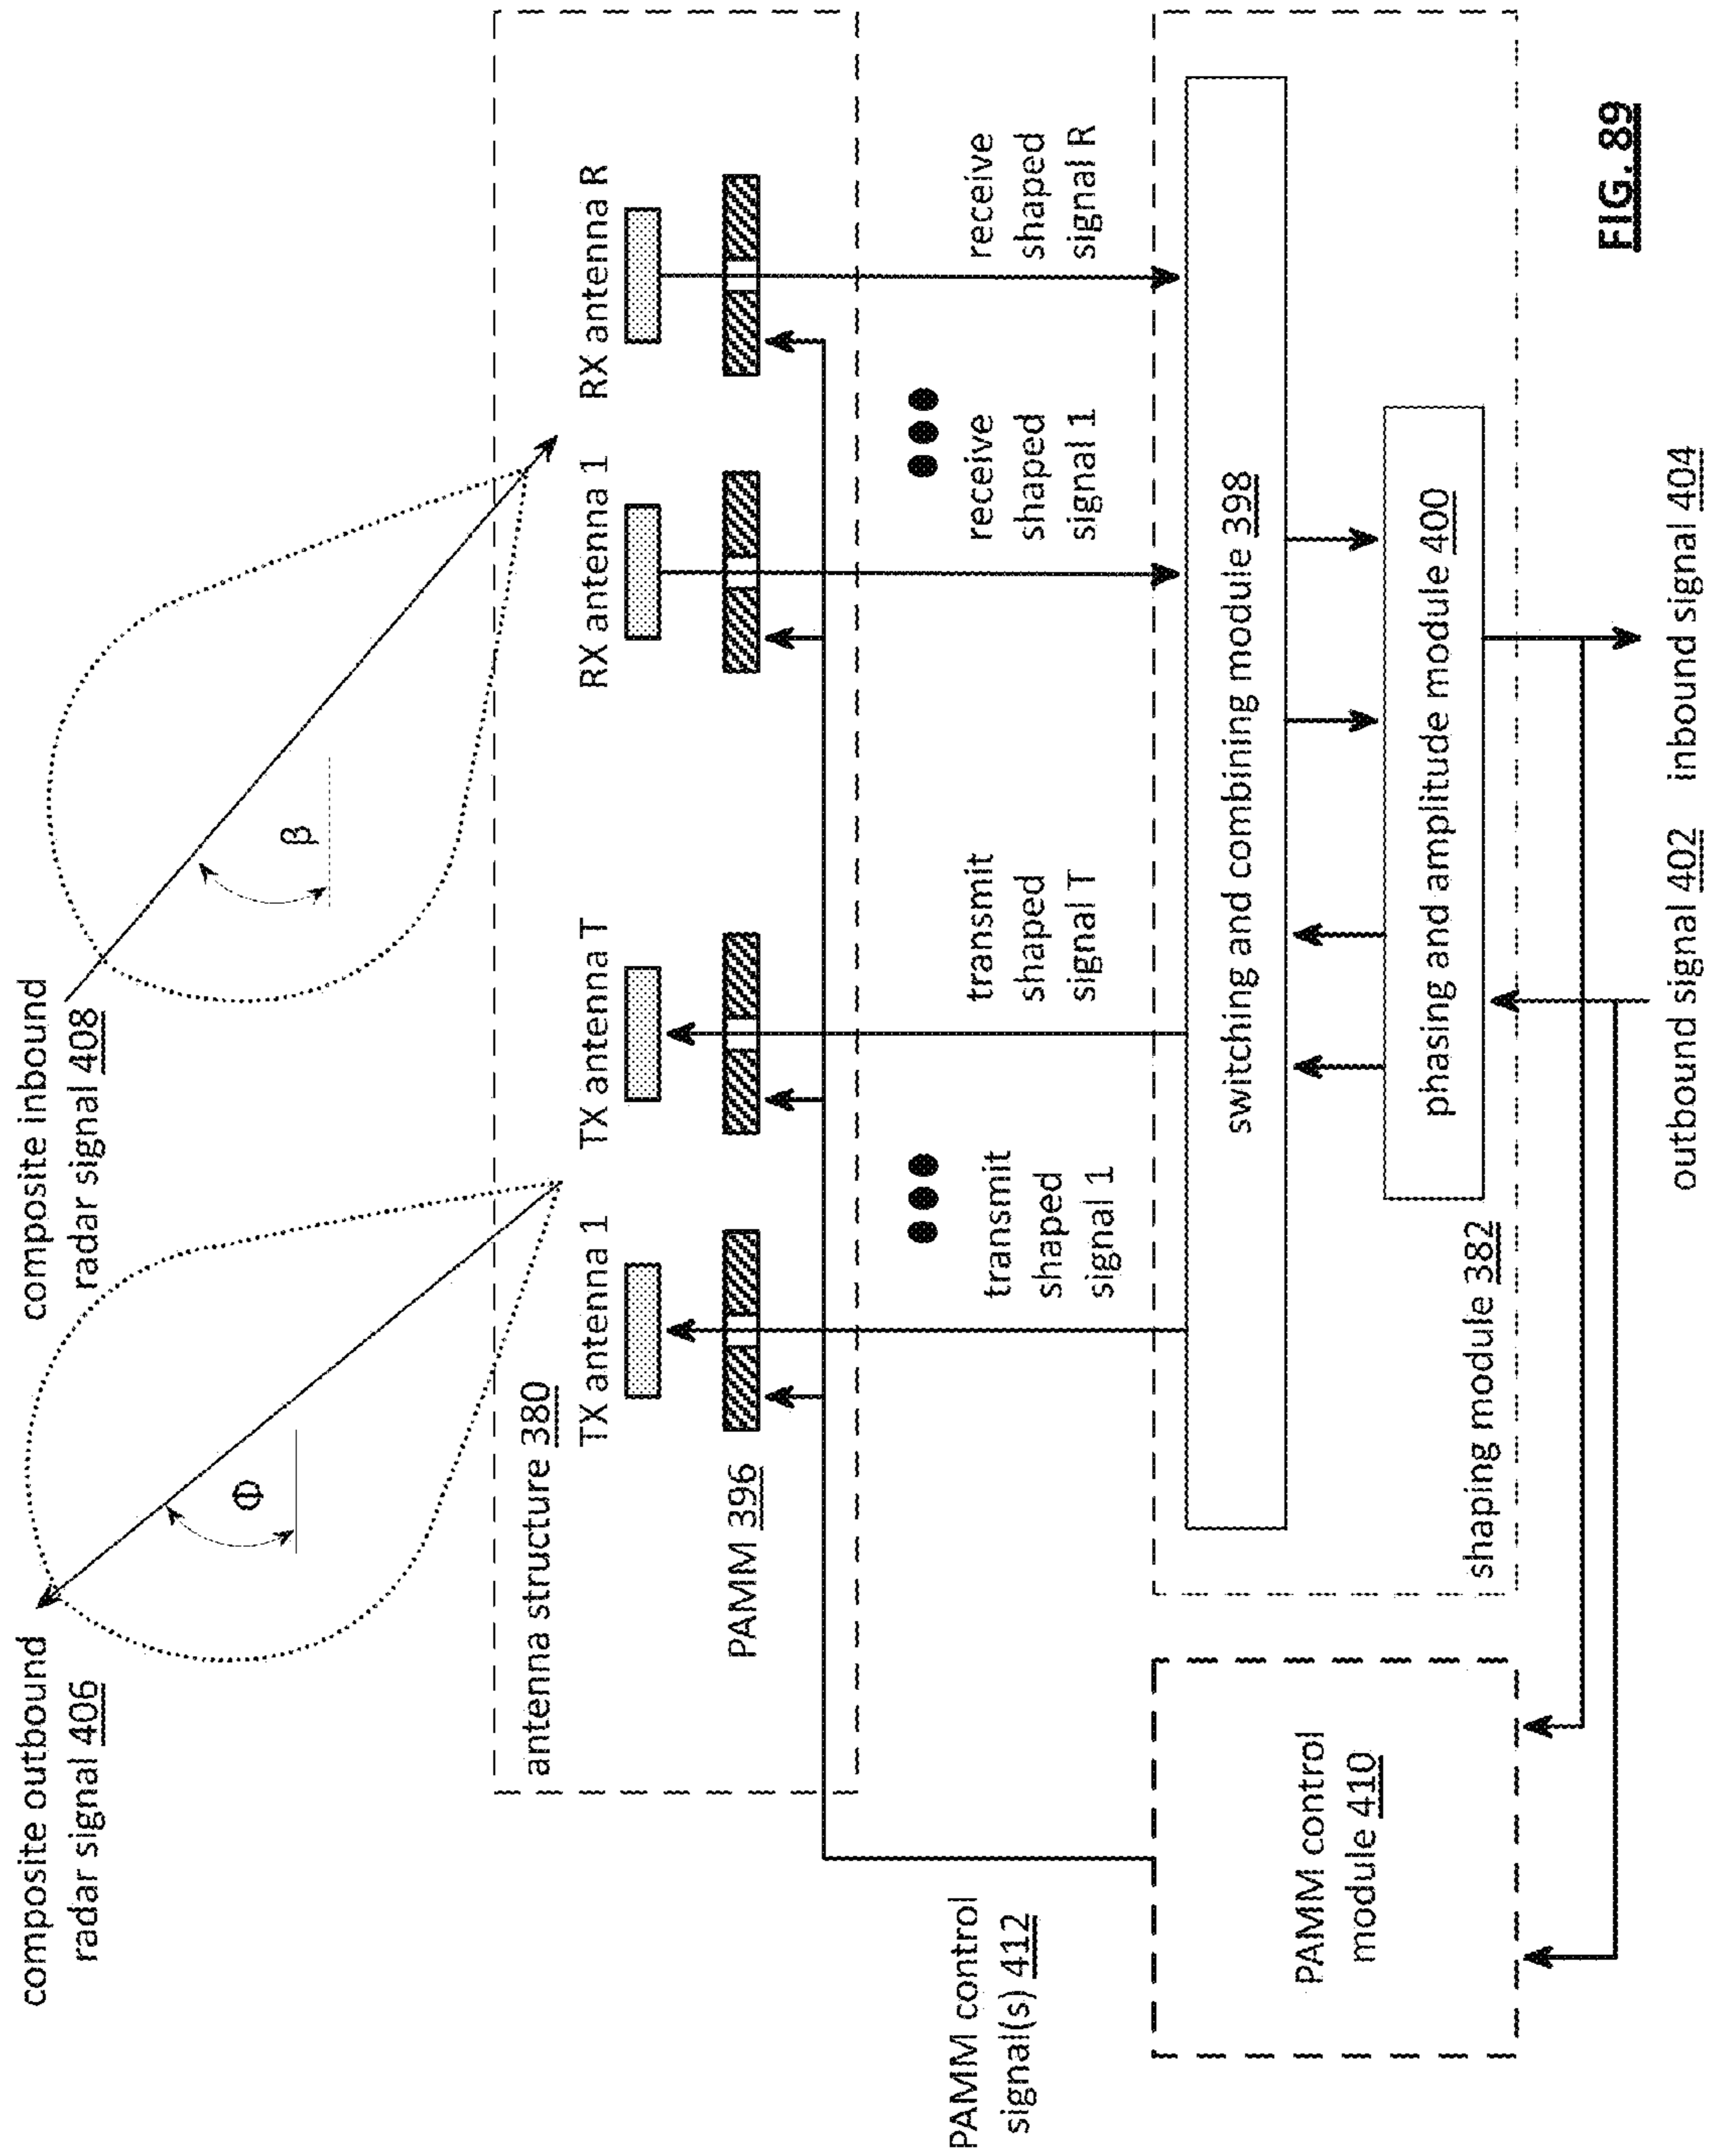 composite outbound
radar signal 406
composite inbound
radar signal 408
Φ
β
antenna structure 380
TX antenna 1
TX antenna T
RX antenna 1
RX antenna R
PAMM 396
PAMM control
signal(s) 412
transmit
shaped
signal 1
transmit
shaped
signal T
receive
shaped
signal 1
receive
shaped
signal R
switching and combining module 398
phasing and amplitude module 400
shaping module 382
PAMM control
module 410
outbound signal 402
inbound signal 404
FIG. 89